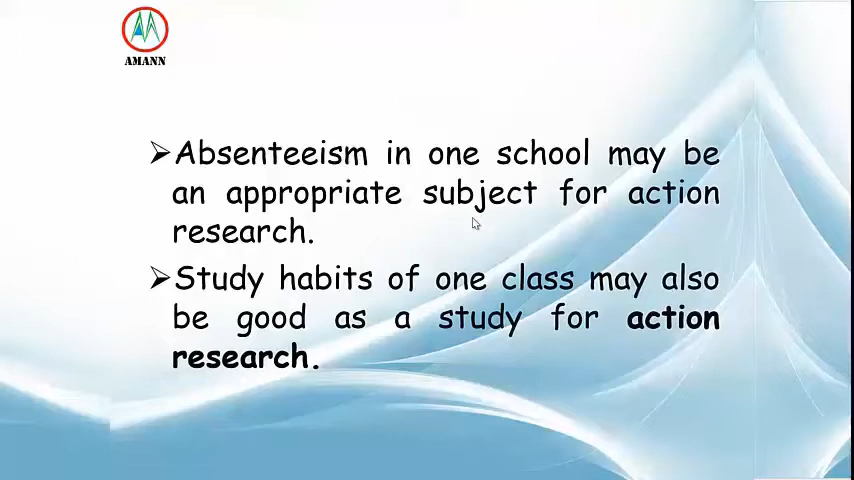 AMANN
➢Absenteeism in one school may be
an appropriate subject for action
research.
➢Study habits of one class may also
be good as a study for action
research.